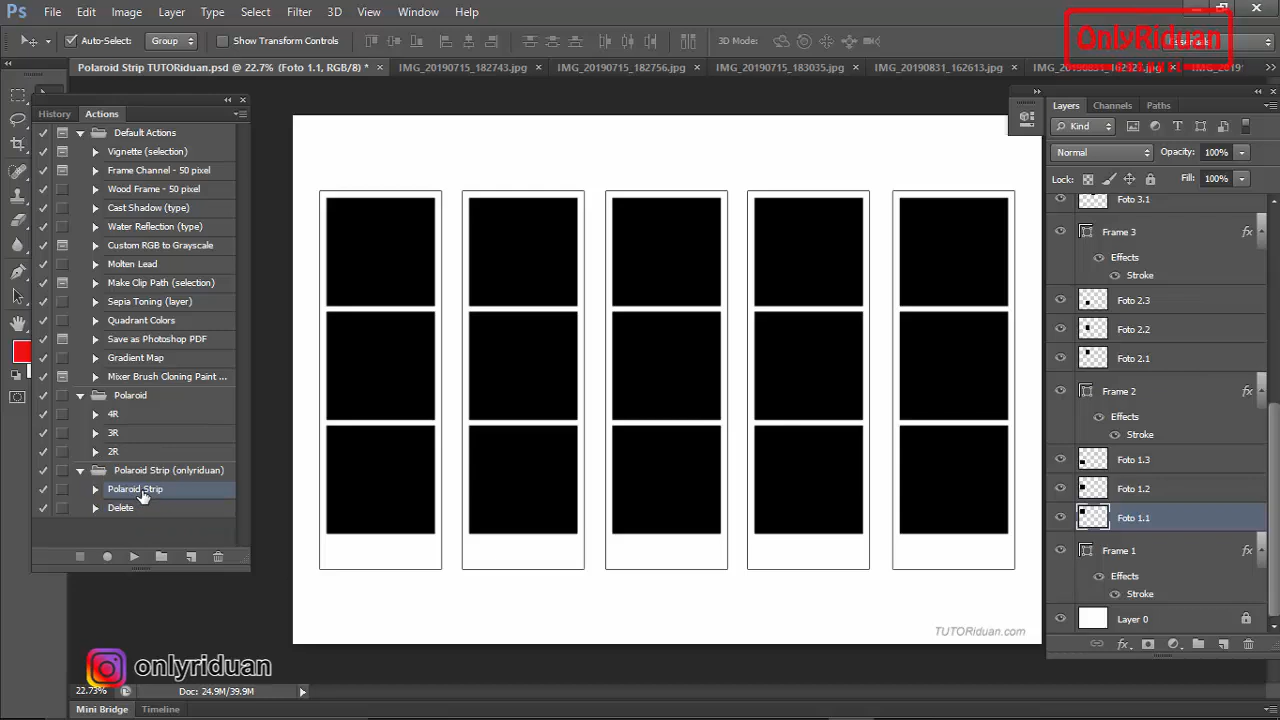 Ps File Edit Image Layer Type Select Filter 3D View Window Help
Auto-Select: Group Show Transform Controls 3D Mode:
OnlyRiduan
Polaroid Strip TUTORiduan.psd @ 22.7% (Foto 1.1, RGB/8) * × IMG_20190715_182743.jpg × IMG_20190715_182756.jpg × IMG_20190715_183035.jpg × IMG_20190831_162613.jpg ×
History Actions
Default Actions
Vignette (selection)
Frame Channel - 50 pixel
Wood Frame - 50 pixel
Cast Shadow (type)
Water Reflection (type)
Custom RGB to Grayscale
Molten Lead
Make Clip Path (selection)
Sepia Toning (layer)
Quadrant Colors
Save as Photoshop PDF
Gradient Map
Mixer Brush Cloning Paint ...
Polaroid
4R
3R
2R
Polaroid Strip (onlyriduan)
Polaroid Strip
Delete
TUTORiduan.com
Layers Channels Paths
Kind
Normal Opacity: 100%
Lock: Fill: 100%
Foto 3.1
Frame 3 fx
Effects
Stroke
Foto 2.3
Foto 2.2
Foto 2.1
Frame 2 fx
Effects
Stroke
Foto 1.3
Foto 1.2
Foto 1.1
Frame 1 fx
Effects
Stroke
Layer 0
fx
onlyriduan
22.73% Doc: 24.9M/39.9M
Mini Bridge Timeline